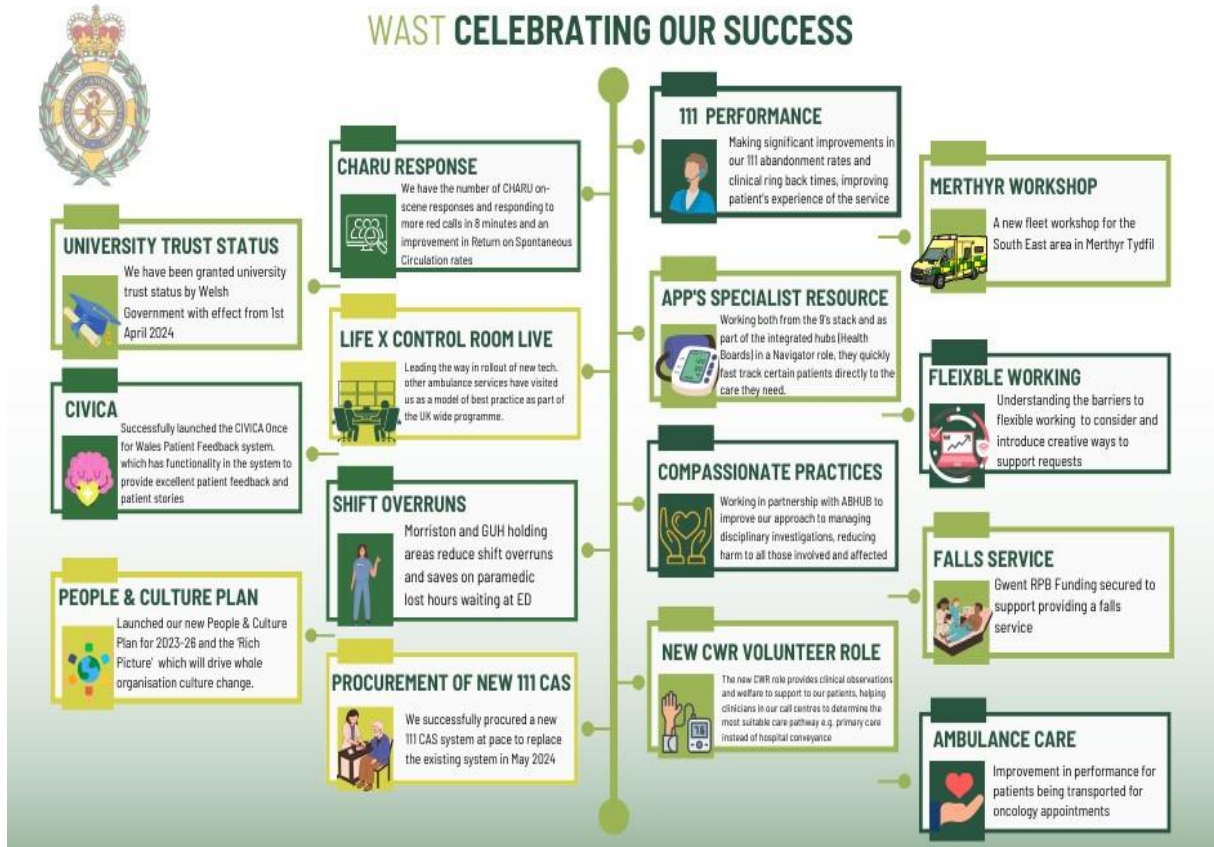 WAST CELEBRATING OUR SUCCESS
UNIVERSITY TRUST STATUS
We have been granted university
trust status by Welsh
Government with effect from 1st
April 2024
CIVICA
Successfully launched the CIVICA Once
for Wales Patient Feedback system.
which has functionality in the system to
provide excellent patient feedback and
patient stories
PEOPLE & CULTURE PLAN
Launched our new People & Culture
Plan for 2023-26 and the 'Rich
Picture' which will drive whole
organisation culture change.
CHARU RESPONSE
We have the number of CHARU on-
scene responses and responding to
more red calls in 8 minutes and an
improvement in Return on Spontaneous
Circulation rates
LIFE X CONTROL ROOM LIVE
Leading the way in rollout of new tech.
other ambulance services have visited
us as a model of best practice as part of
the UK wide programme.
SHIFT OVERRUNS
Morriston and GUH holding
areas reduce shift overruns
and saves on paramedic
lost hours waiting at ED
PROCUREMENT OF NEW 111 CAS
We successfully procured a new
111 CAS system at pace to replace
the existing system in May 2024
111 PERFORMANCE
Making significant improvements in
our 111 abandonment rates and
clinical ring back times, improving
patient's experience of the service
APP'S SPECIALIST RESOURCE
Working both from the 9's stack and as
part of the integrated hubs (Health
Boards) in a Navigator role, they quickly
fast track certain patients directly to the
care they need.
COMPASSIONATE PRACTICES
Working in partnership with ABHUB to
improve our approach to managing
disciplinary investigations, reducing
harm to all those involved and affected
NEW CWR VOLUNTEER ROLE
The new CWR role provides clinical observations
and welfare to support to our patients, helping
clinicians in our call centres to determine the
most suitable care pathway e.g. primary care
instead of hospital conveyance
MERTHYR WORKSHOP
A new fleet workshop for the
South East area in Merthyr Tydfil
FLEIXBLE WORKING
Understanding the barriers to
flexible working to consider and
introduce creative ways to
support requests
FALLS SERVICE
Gwent RPB Funding secured to
support providing a falls
service
AMBULANCE CARE
Improvement in performance for
patients being transported for
oncology appointments